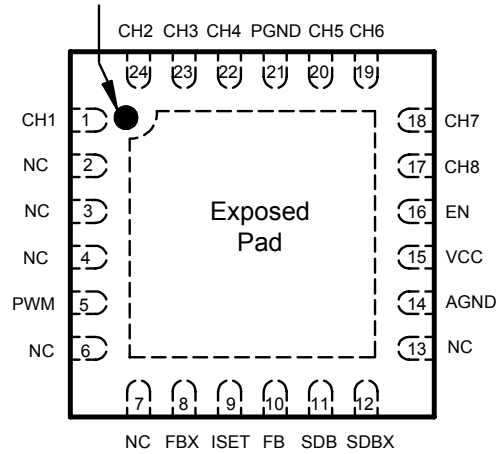 CH2 CH3 CH4 PGND CH5 CH6
24 23 22 21 20 19
CH1 1 18 CH7
NC 2 17 CH8
NC 3 16 EN
Exposed
Pad
NC 4 15 VCC
PWM 5 14 AGND
NC 6 13 NC
7 8 9 10 11 12
NC FBX ISET FB SDB SDBX